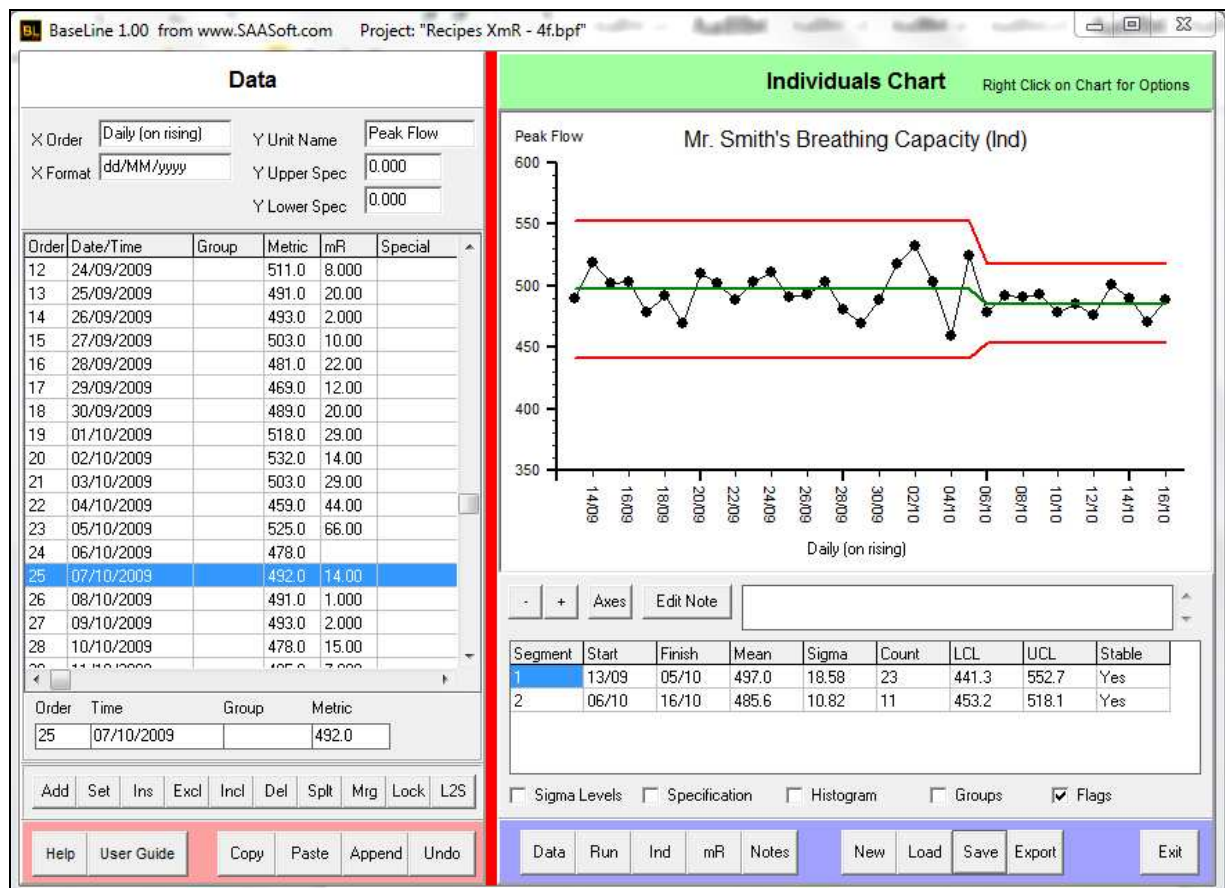 BL BaseLine 1.00 from www.SAASoft.com Project: "Recipes XmR - 4f.bpf"
Data
X Order Daily (on rising) Y Unit Name Peak Flow
X Format dd/MM/yyyy Y Upper Spec 0.000
Y Lower Spec 0.000
Order Date/Time Group Metric mR Special
12 24/09/2009 511.0 8.000
13 25/09/2009 491.0 20.00
14 26/09/2009 493.0 2.000
15 27/09/2009 503.0 10.00
16 28/09/2009 481.0 22.00
17 29/09/2009 469.0 12.00
18 30/09/2009 489.0 20.00
19 01/10/2009 518.0 29.00
20 02/10/2009 532.0 14.00
21 03/10/2009 503.0 29.00
22 04/10/2009 459.0 44.00
23 05/10/2009 525.0 66.00
24 06/10/2009 478.0
25 07/10/2009 492.0 14.00
26 08/10/2009 491.0 1.000
27 09/10/2009 493.0 2.000
28 10/10/2009 478.0 15.00
Order Time Group Metric
25 07/10/2009 492.0
Add Set Ins Excl Incl Del Splt Mrg Lock L2S
Help User Guide Copy Paste Append Undo
Individuals Chart Right Click on Chart for Options
Peak Flow Mr. Smith's Breathing Capacity (Ind)
600
550
500
450
400
350
14/09 16/09 18/09 20/09 22/09 24/09 26/09 28/09 30/09 02/10 04/10 06/10 08/10 10/10 12/10 14/10 16/10
Daily (on rising)
- + Axes Edit Note
Segment Start Finish Mean Sigma Count LCL UCL Stable
1 13/09 05/10 497.0 18.58 23 441.3 552.7 Yes
2 06/10 16/10 485.6 10.82 11 453.2 518.1 Yes
Sigma Levels Specification Histogram Groups Flags
Data Run Ind mR Notes New Load Save Export Exit